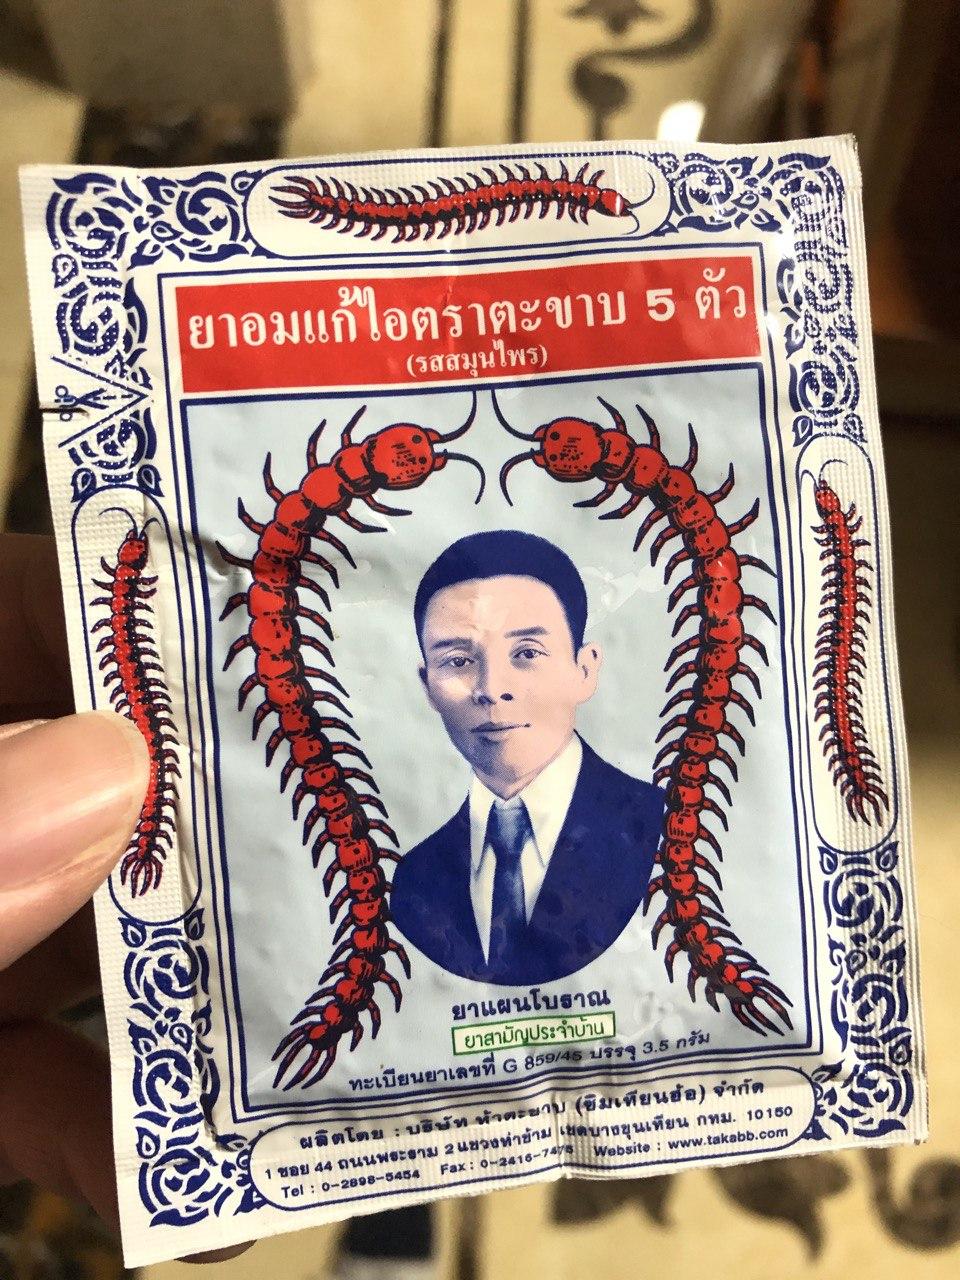 ยาอมแก้ไอตราตะขาบ 5 ตัว
(รสสมุนไพร)
ฉีก
ยาแผนโบราณ
ยาสามัญประจำบ้าน
ทะเบียนยาเลขที่ G 859/45 บรรจุ 3.5 กรัม
ผลิตโดย : บริษัท ห้าตะขาบ (ซิมเทียนฮ้อ) จำกัด
1 ซอย 44 ถนนพระราม 2 แขวงท่าข้าม เขตบางขุนเทียน กทม. 10150
Tel : 0-2898-5454 Fax : 0-2416-7475 Website : www.takabb.com